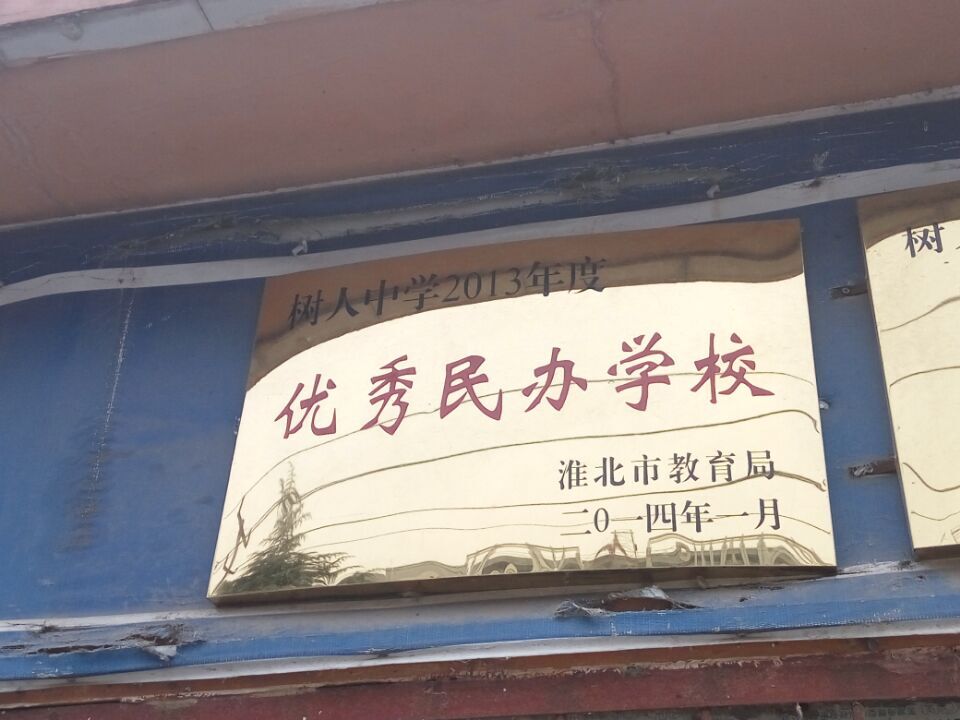 树人中学2013年度
优秀民办学校
淮北市教育局
二0一四年一月
树